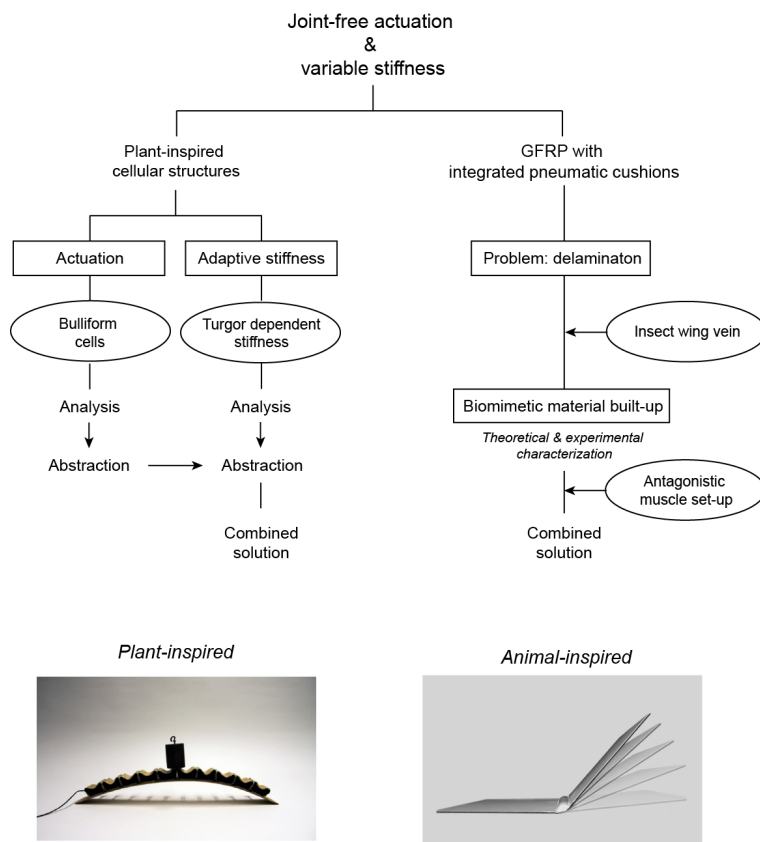 Joint-free actuation
&
variable stiffness
Plant-inspired
cellular structures
GFRP with
integrated pneumatic cushions
Actuation
Adaptive stiffness
Problem: delaminaton
Bulliform
cells
Turgor dependent
stiffness
Insect wing vein
Analysis
Analysis
Biomimetic material built-up
Theoretical & experimental
characterization
Abstraction
Abstraction
Antagonistic
muscle set-up
Combined
solution
Combined
solution
Plant-inspired
Animal-inspired